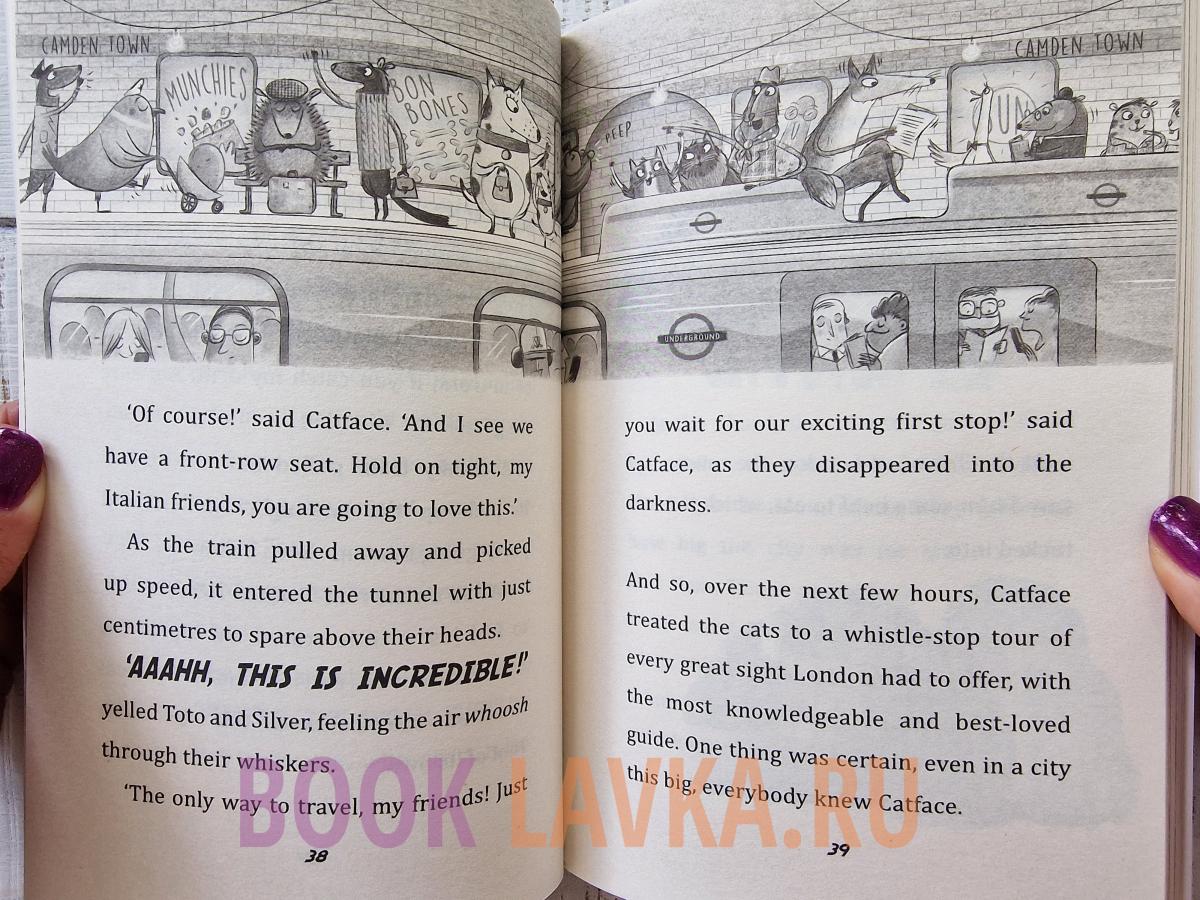 CAMDEN TOWN
MUNCHIES
BON
BONES
‘Of course!’ said Catface. ‘And I see we
have a front-row seat. Hold on tight, my
Italian friends, you are going to love this.’
As the train pulled away and picked
up speed, it entered the tunnel with just
centimetres to spare above their heads.
‘AAAHH, THIS IS INCREDIBLE!’
yelled Toto and Silver, feeling the air whoosh
through their whiskers.
‘The only way to travel, my friends! Just
38
CAMDEN TOWN
PEEP
UNDERGROUND
you wait for our exciting first stop!’ said
Catface, as they disappeared into the
darkness.
And so, over the next few hours, Catface
treated the cats to a whistle-stop tour of
every great sight London had to offer, with
the most knowledgeable and best-loved
guide. One thing was certain, even in a city
this big, everybody knew Catface.
39
BOOK LAVKA.RU